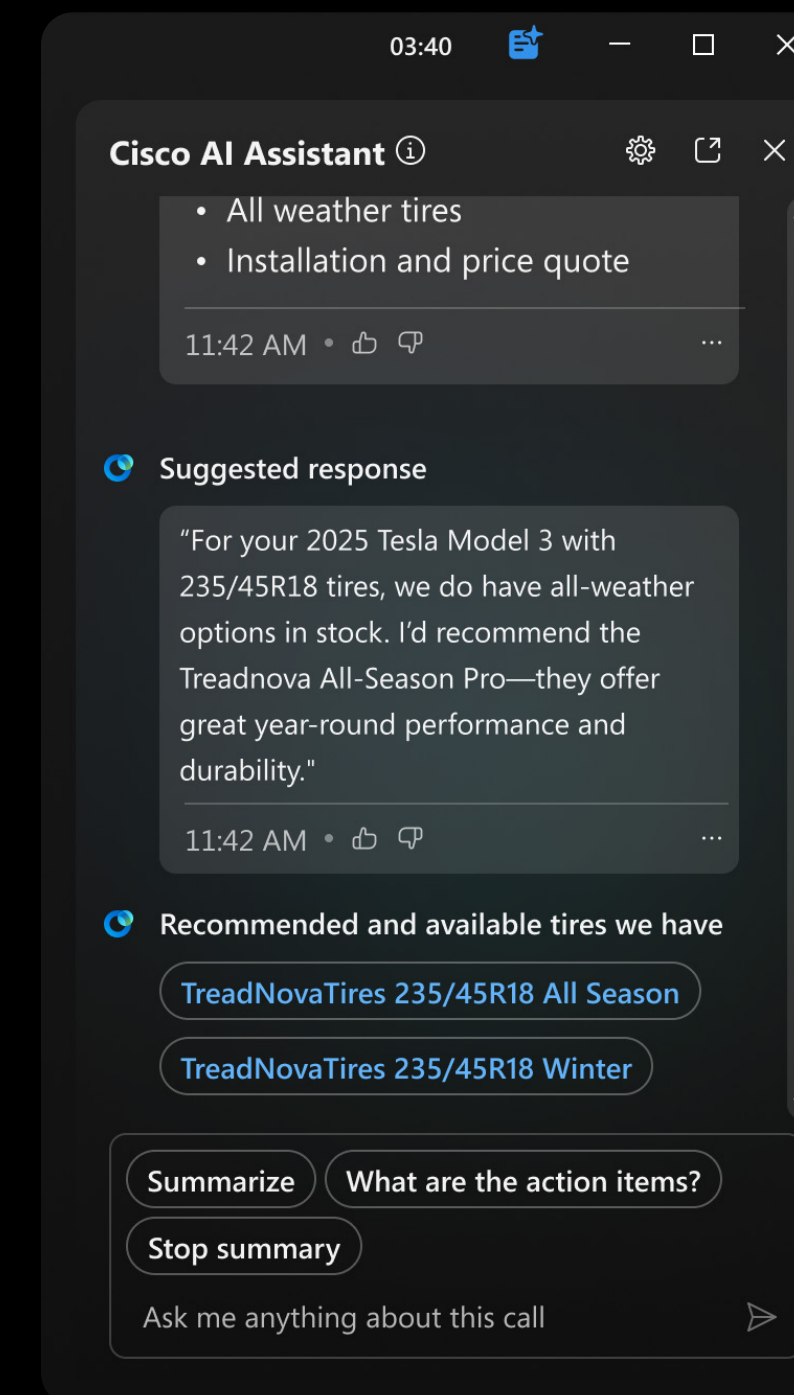 03:40
Cisco AI Assistant
• All weather tires
• Installation and price quote
11:42 AM •
Suggested response
“For your 2025 Tesla Model 3 with
235/45R18 tires, we do have all-weather
options in stock. I’d recommend the
Treadnova All-Season Pro—they offer
great year-round performance and
durability."
11:42 AM •
Recommended and available tires we have
TreadNovaTires 235/45R18 All Season
TreadNovaTires 235/45R18 Winter
Summarize What are the action items?
Stop summary
Ask me anything about this call